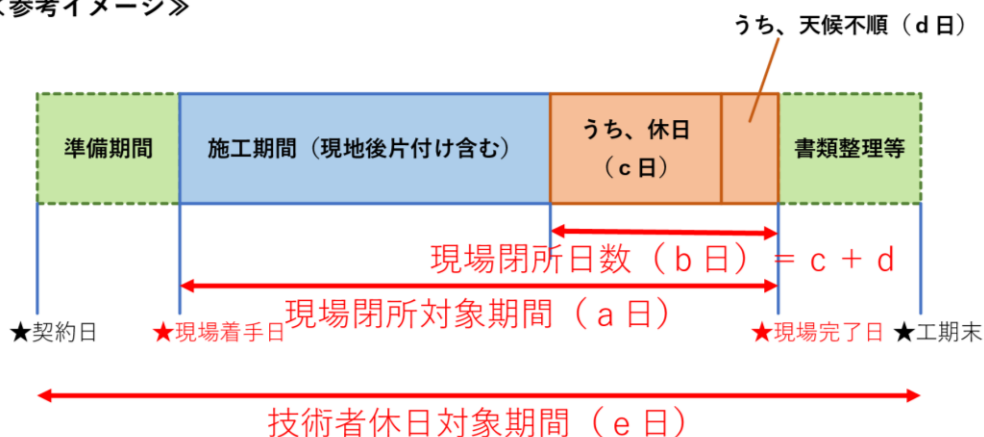 ≪参考イメージ≫
うち、天候不順（ｄ日）
準備期間
施工期間（現地後片付け含む）
うち、休日
（ｃ日）
書類整理等
現場閉所日数（ｂ日）＝ｃ＋ｄ
現場閉所対象期間（ａ日）
★契約日
★現場着手日
★現場完了日
★工期末
技術者休日対象期間（ｅ日）